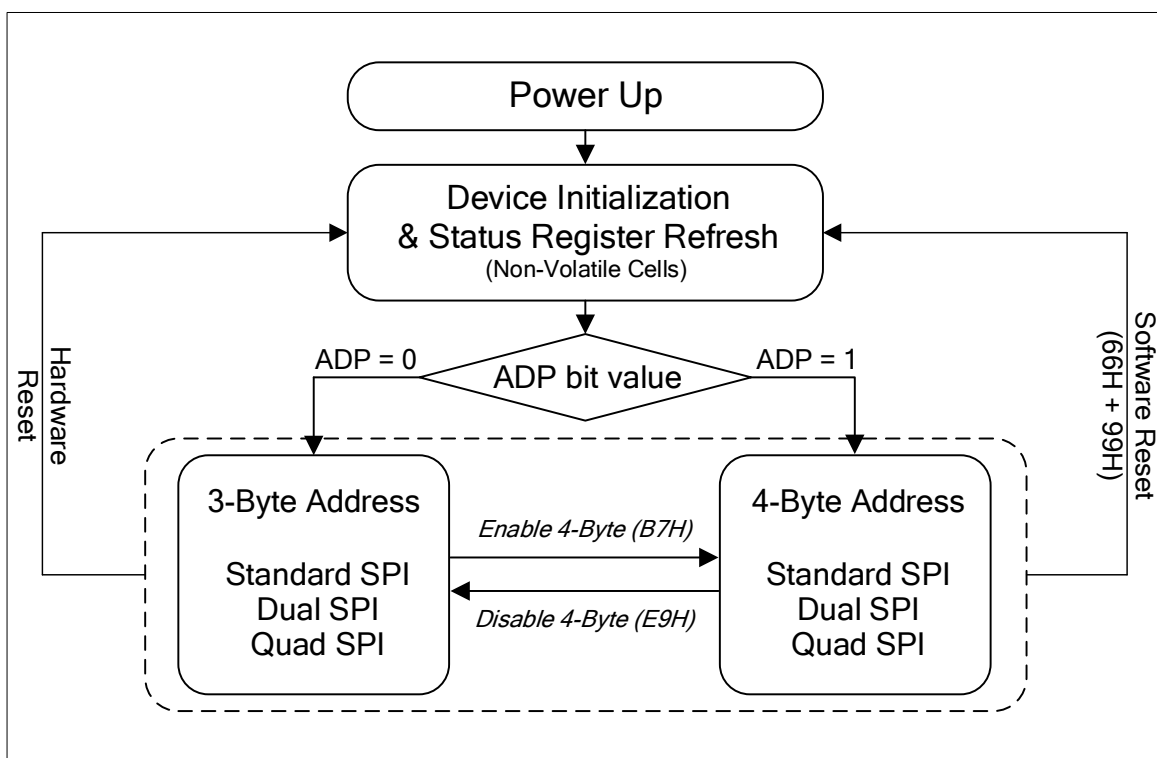 Power Up
Device Initialization
& Status Register Refresh
(Non-Volatile Cells)
ADP = 0
ADP bit value
ADP = 1
Hardware
Reset
Software Reset
(66H + 99H)
3-Byte Address
Standard SPI
Dual SPI
Quad SPI
Enable 4-Byte (B7H)
Disable 4-Byte (E9H)
4-Byte Address
Standard SPI
Dual SPI
Quad SPI